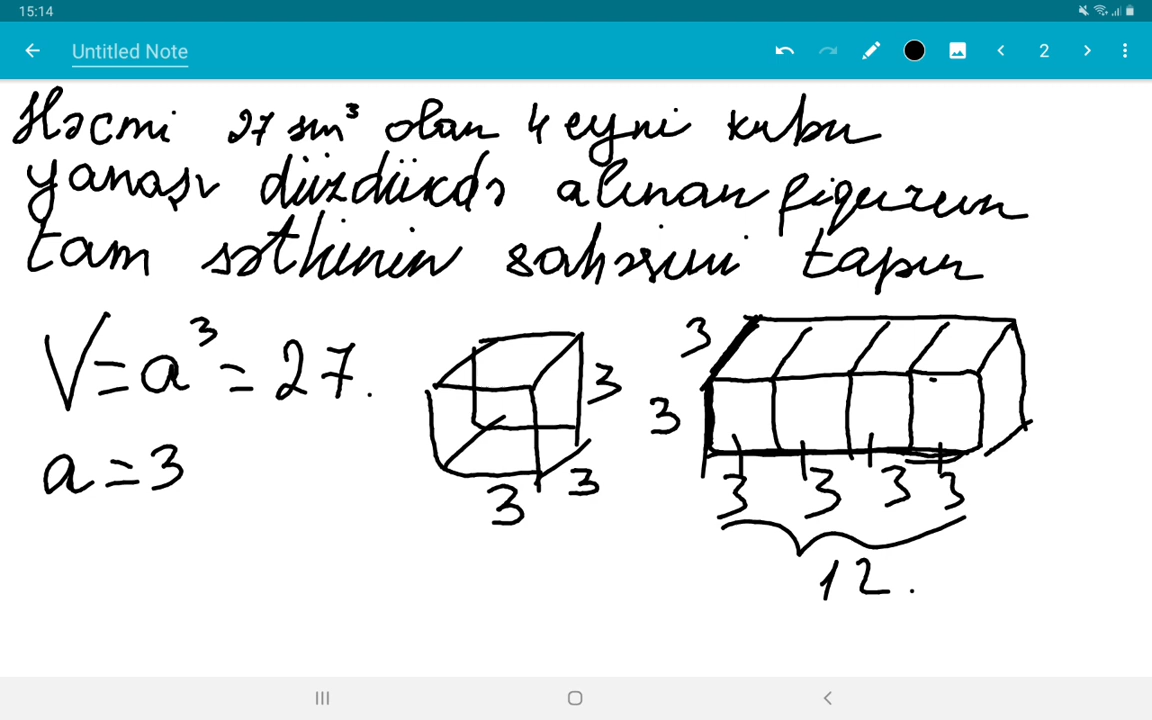 15:14
Untitled Note
2
Həcmi 27 sm³ olan 4 eyni kubu
yanaşı düzdükdə alınan fiqurun
tam səthinin sahəsini tapın
V=a³=27.
a=3
3
3
3
3
3
3 3 3 3
12.